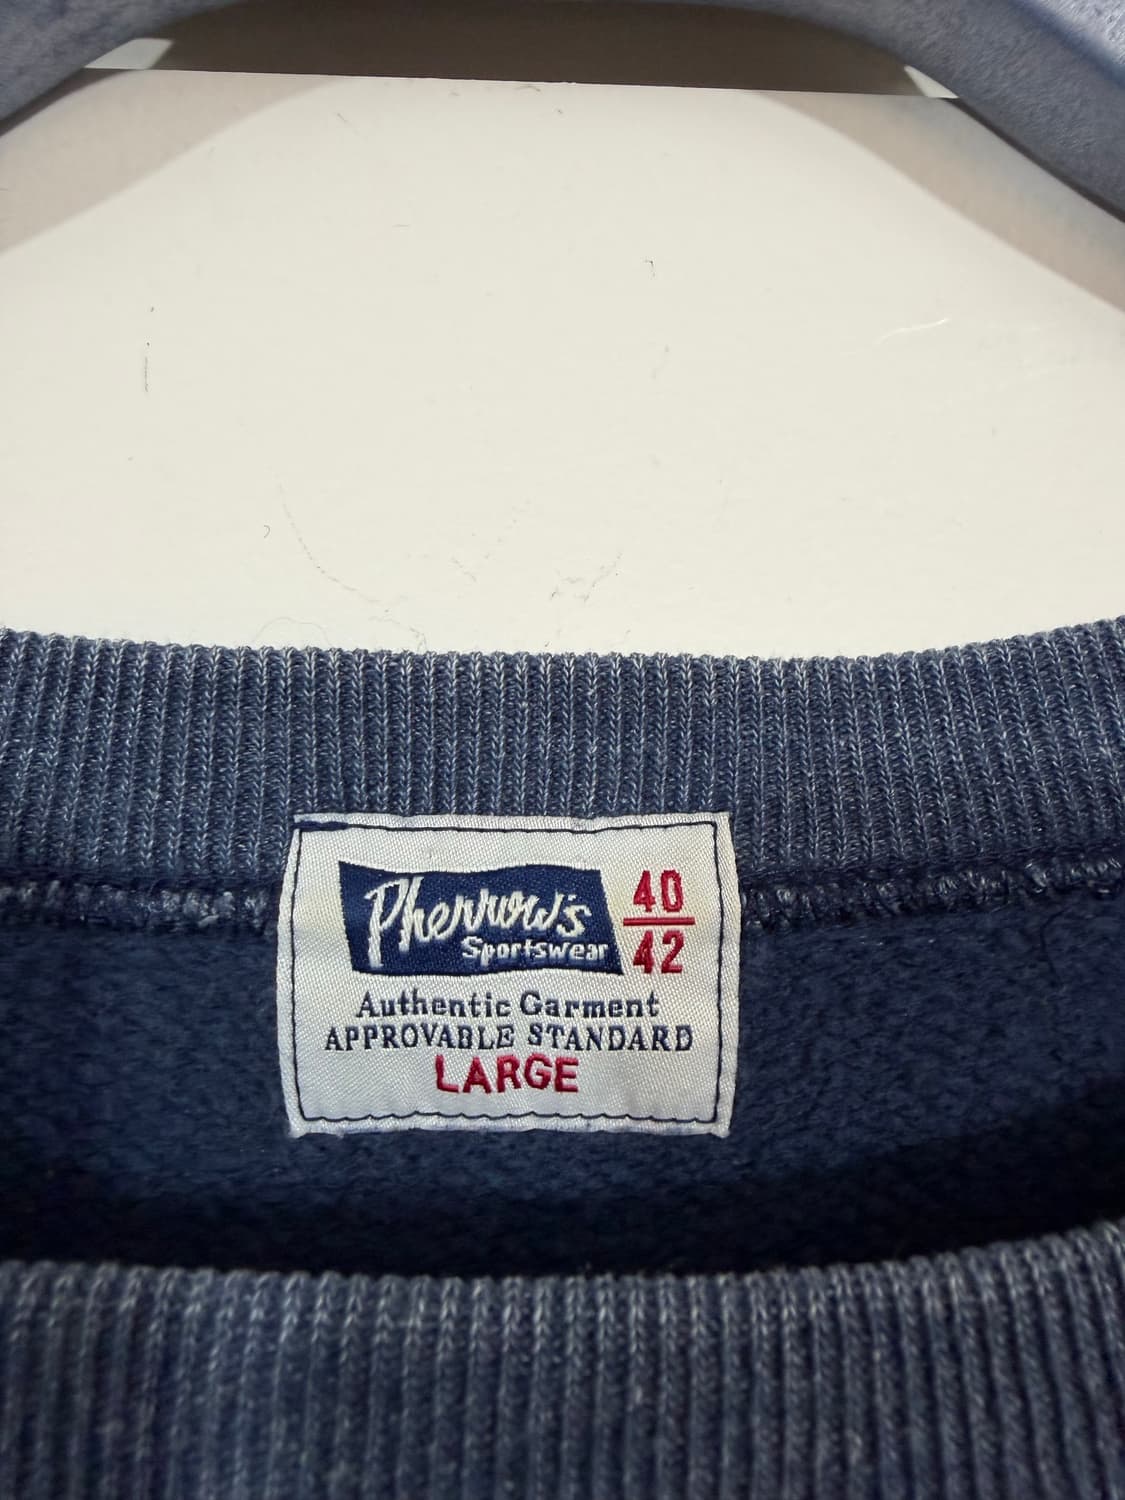 Pherrow's
Sportswear
40
42
Authentic Garment
APPROVABLE STANDARD
LARGE